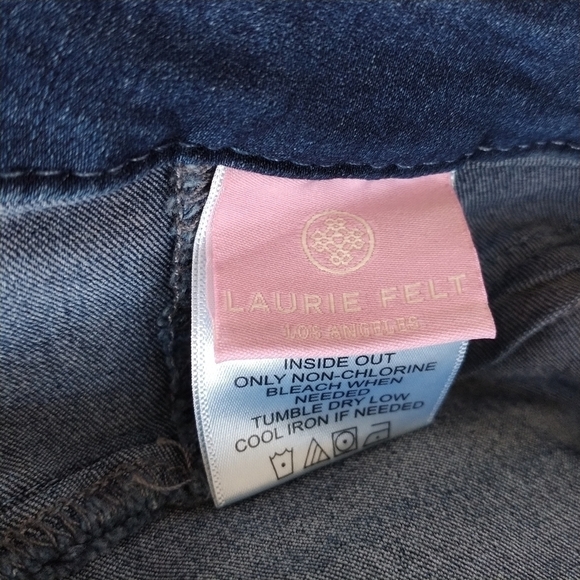 LAURIE FELT
LOS ANGELES
INSIDE OUT
ONLY NON-CHLORINE
BLEACH WHEN
NEEDED
TUMBLE DRY LOW
COOL IRON IF NEEDED